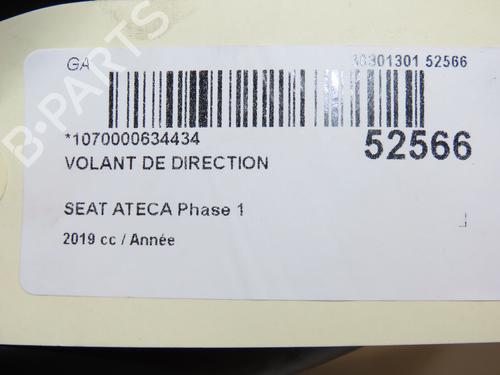 GA
30301301 52566
*1070000634434
52566
VOLANT DE DIRECTION
SEAT ATECA Phase 1
2019 cc / Année
B-PARTS